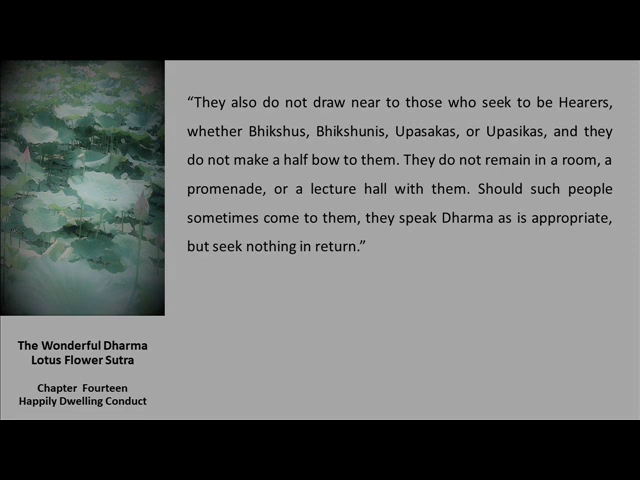 “They also do not draw near to those who seek to be Hearers,
whether Bhikshus, Bhikshunis, Upasakas, or Upasikas, and they
do not make a half bow to them. They do not remain in a room, a
promenade, or a lecture hall with them. Should such people
sometimes come to them, they speak Dharma as is appropriate,
but seek nothing in return.”
The Wonderful Dharma
Lotus Flower Sutra
Chapter Fourteen
Happily Dwelling Conduct